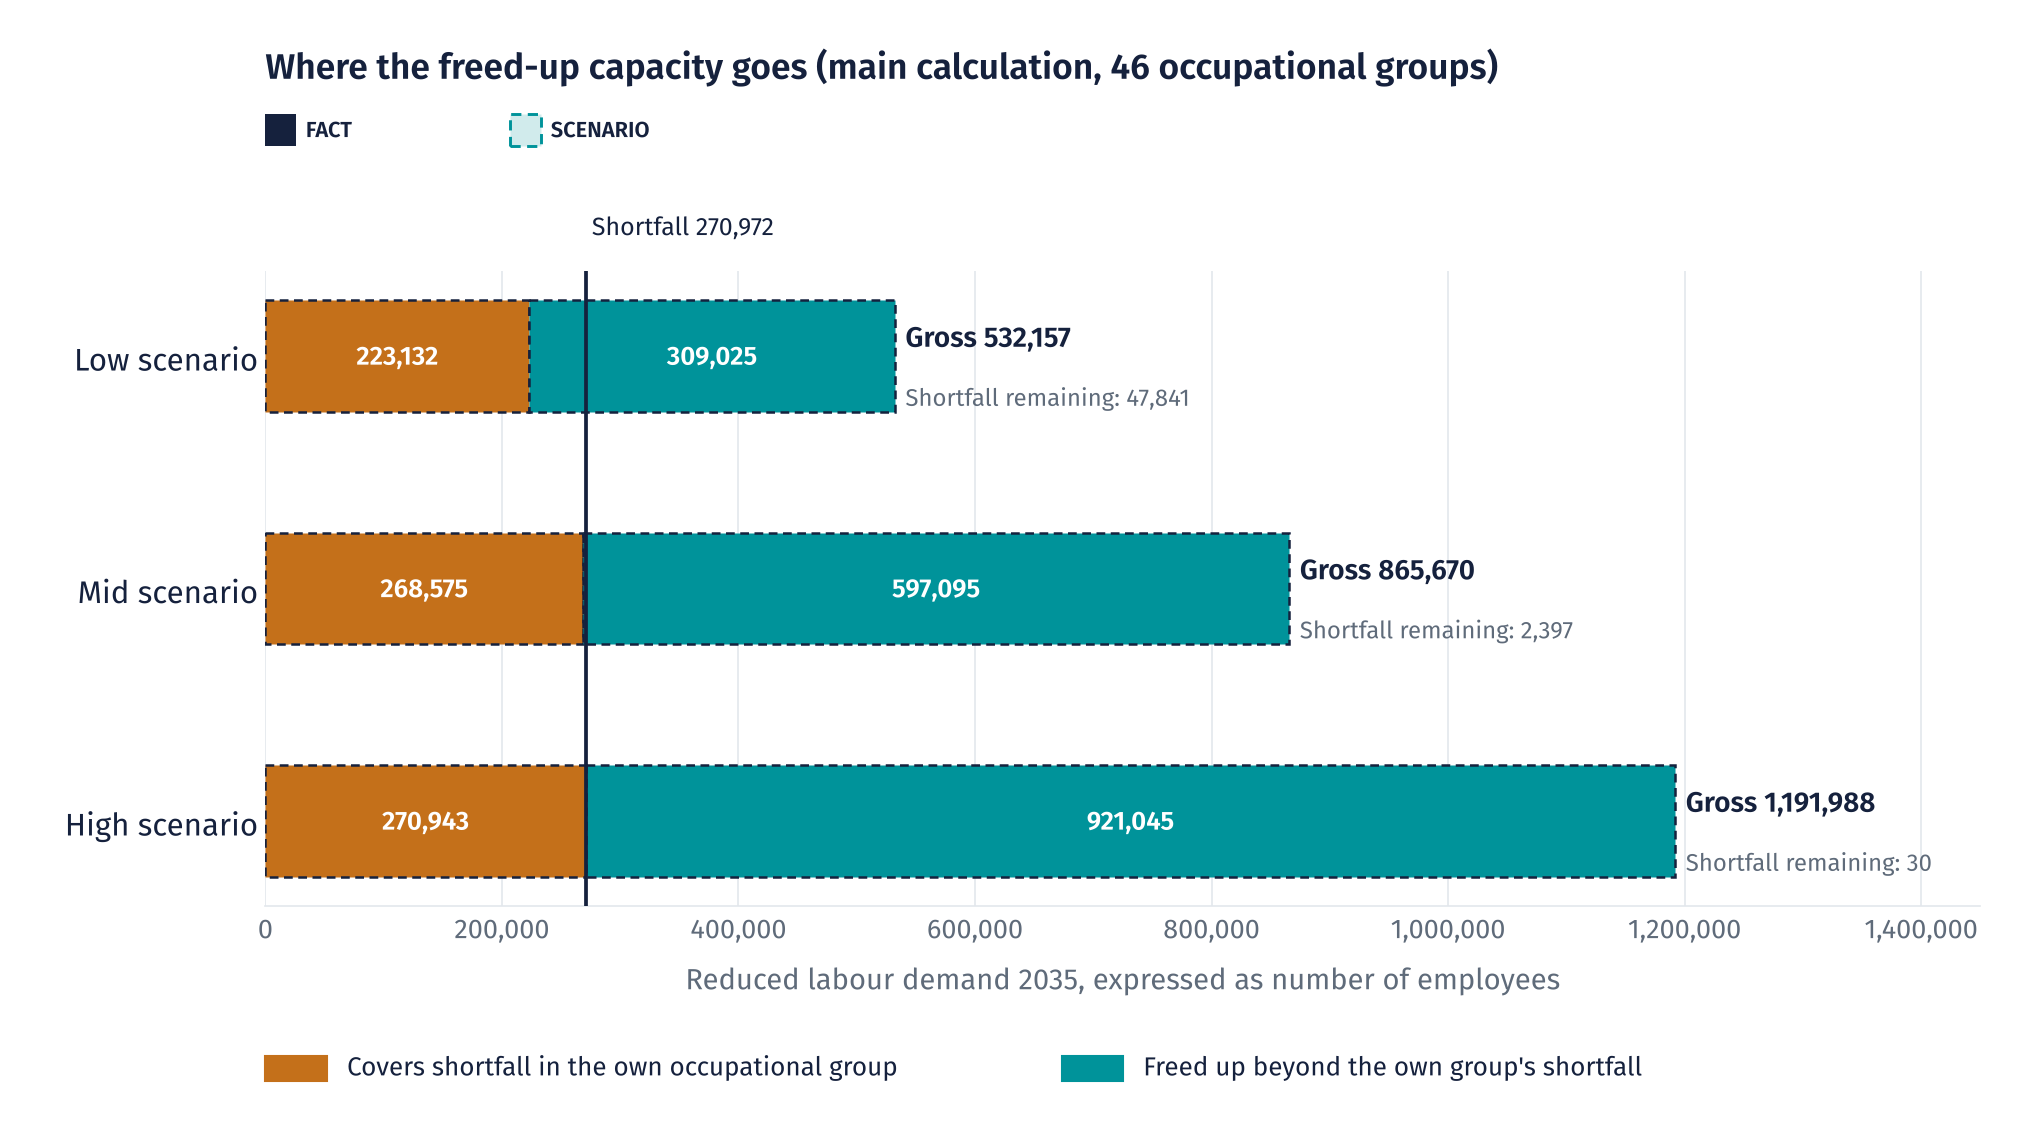 Where the freed-up capacity goes (main calculation, 46 occupational groups)
FACT
SCENARIO
Shortfall 270,972
Low scenario
223,132
309,025
Gross 532,157
Shortfall remaining: 47,841
Mid scenario
268,575
597,095
Gross 865,670
Shortfall remaining: 2,397
High scenario
270,943
921,045
Gross 1,191,988
Shortfall remaining: 30
0
200,000
400,000
600,000
800,000
1,000,000
1,200,000
1,400,000
Reduced labour demand 2035, expressed as number of employees
Covers shortfall in the own occupational group
Freed up beyond the own group's shortfall